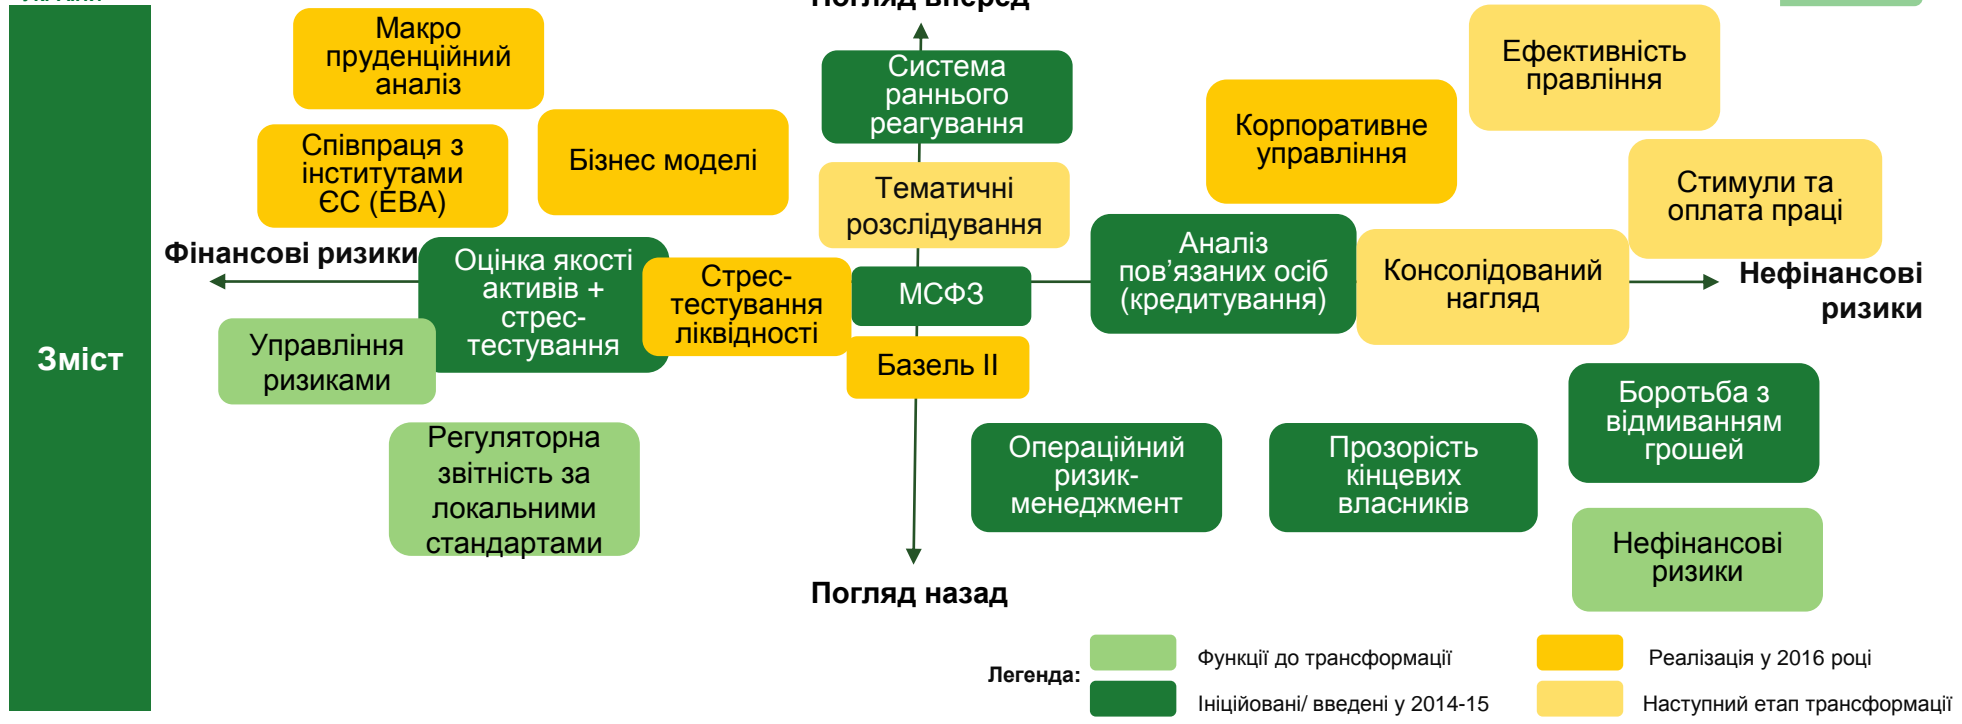 Погляд вперед
Макро
пруденційний
аналіз
Ефективність
правління
Система
раннього
реагування
Корпоративне
управління
Співпраця з
інститутами
ЄС (EBA)
Бізнес моделі
Тематичні
розслідування
Стимули та
оплата праці
Фінансові ризики
Оцінка якості
активів +
стрес-
тестування
Стрес-
тестування
ліквідності
МСФЗ
Аналіз
пов’язаних осіб
(кредитування)
Консолідований
нагляд
Нефінансові
ризики
Зміст
Управління
ризиками
Базель II
Боротьба з
відмиванням
грошей
Регуляторна
звітність за
локальними
стандартами
Операційний
ризик-
менеджмент
Прозорість
кінцевих
власників
Нефінансові
ризики
Погляд назад
Легенда:
Функції до трансформації
Реалізація у 2016 році
Ініційовані/ введені у 2014-15
Наступний етап трансформації